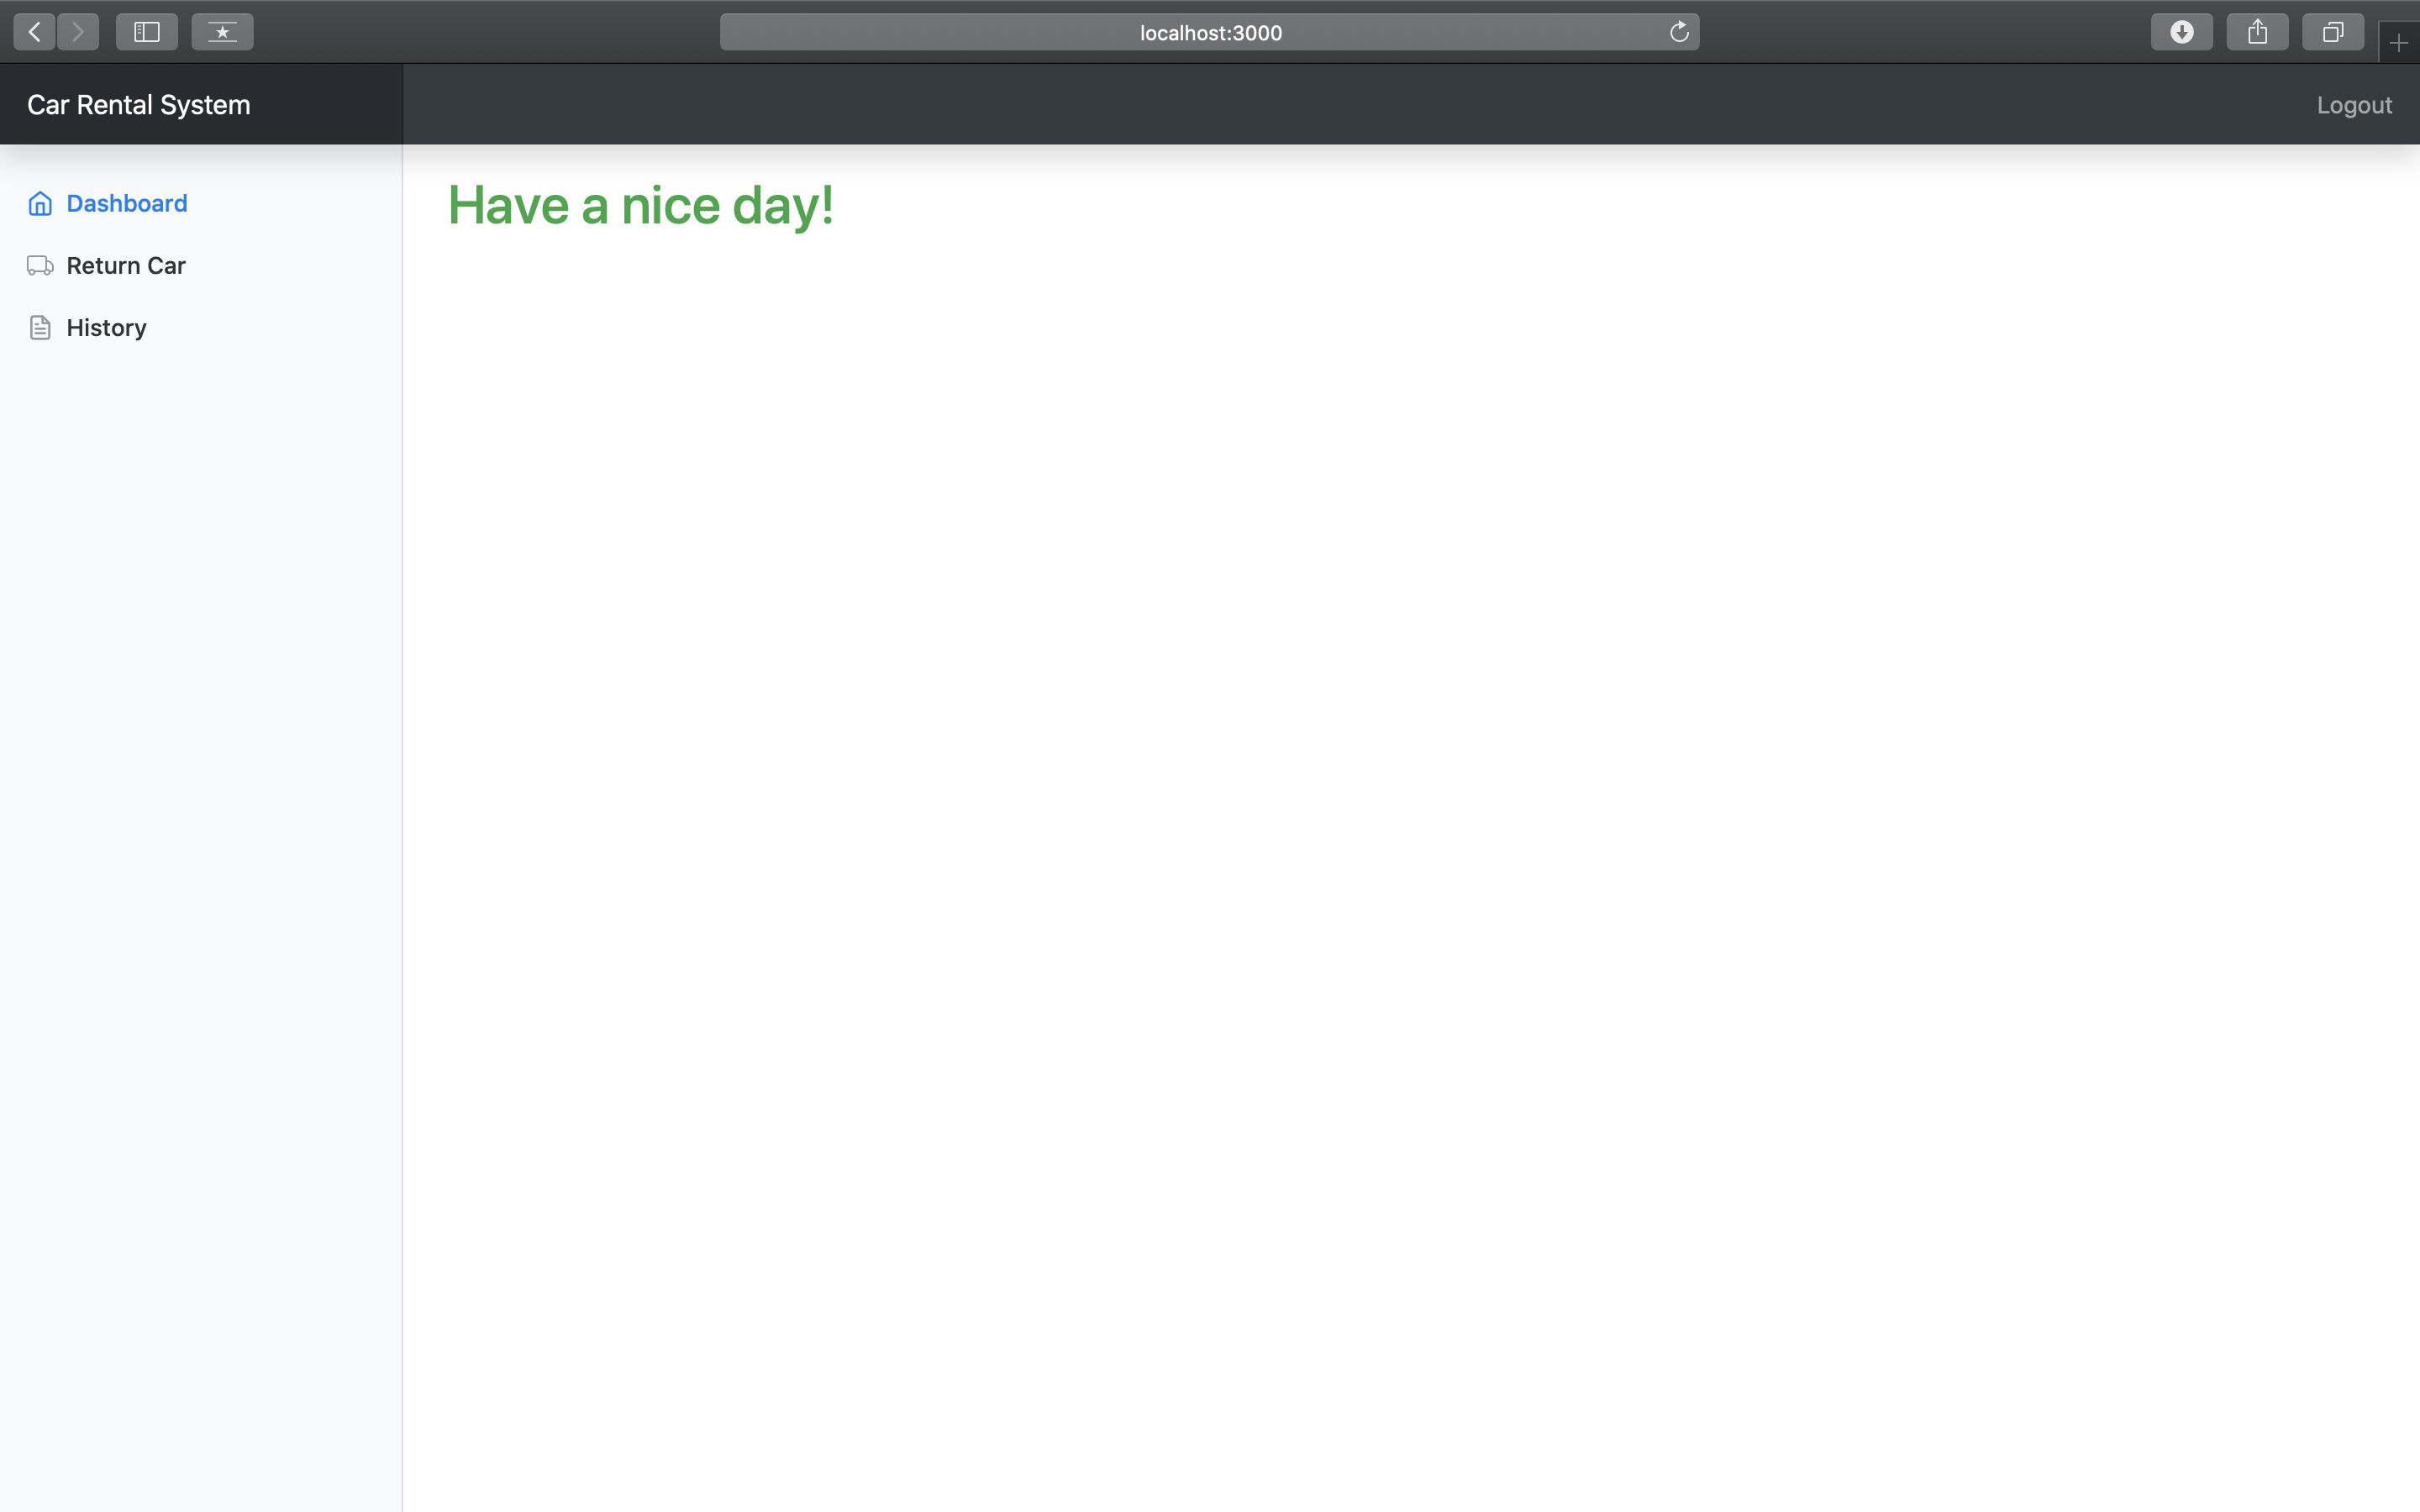 localhost:3000
Car Rental System
Logout
Dashboard
Return Car
History
Have a nice day!